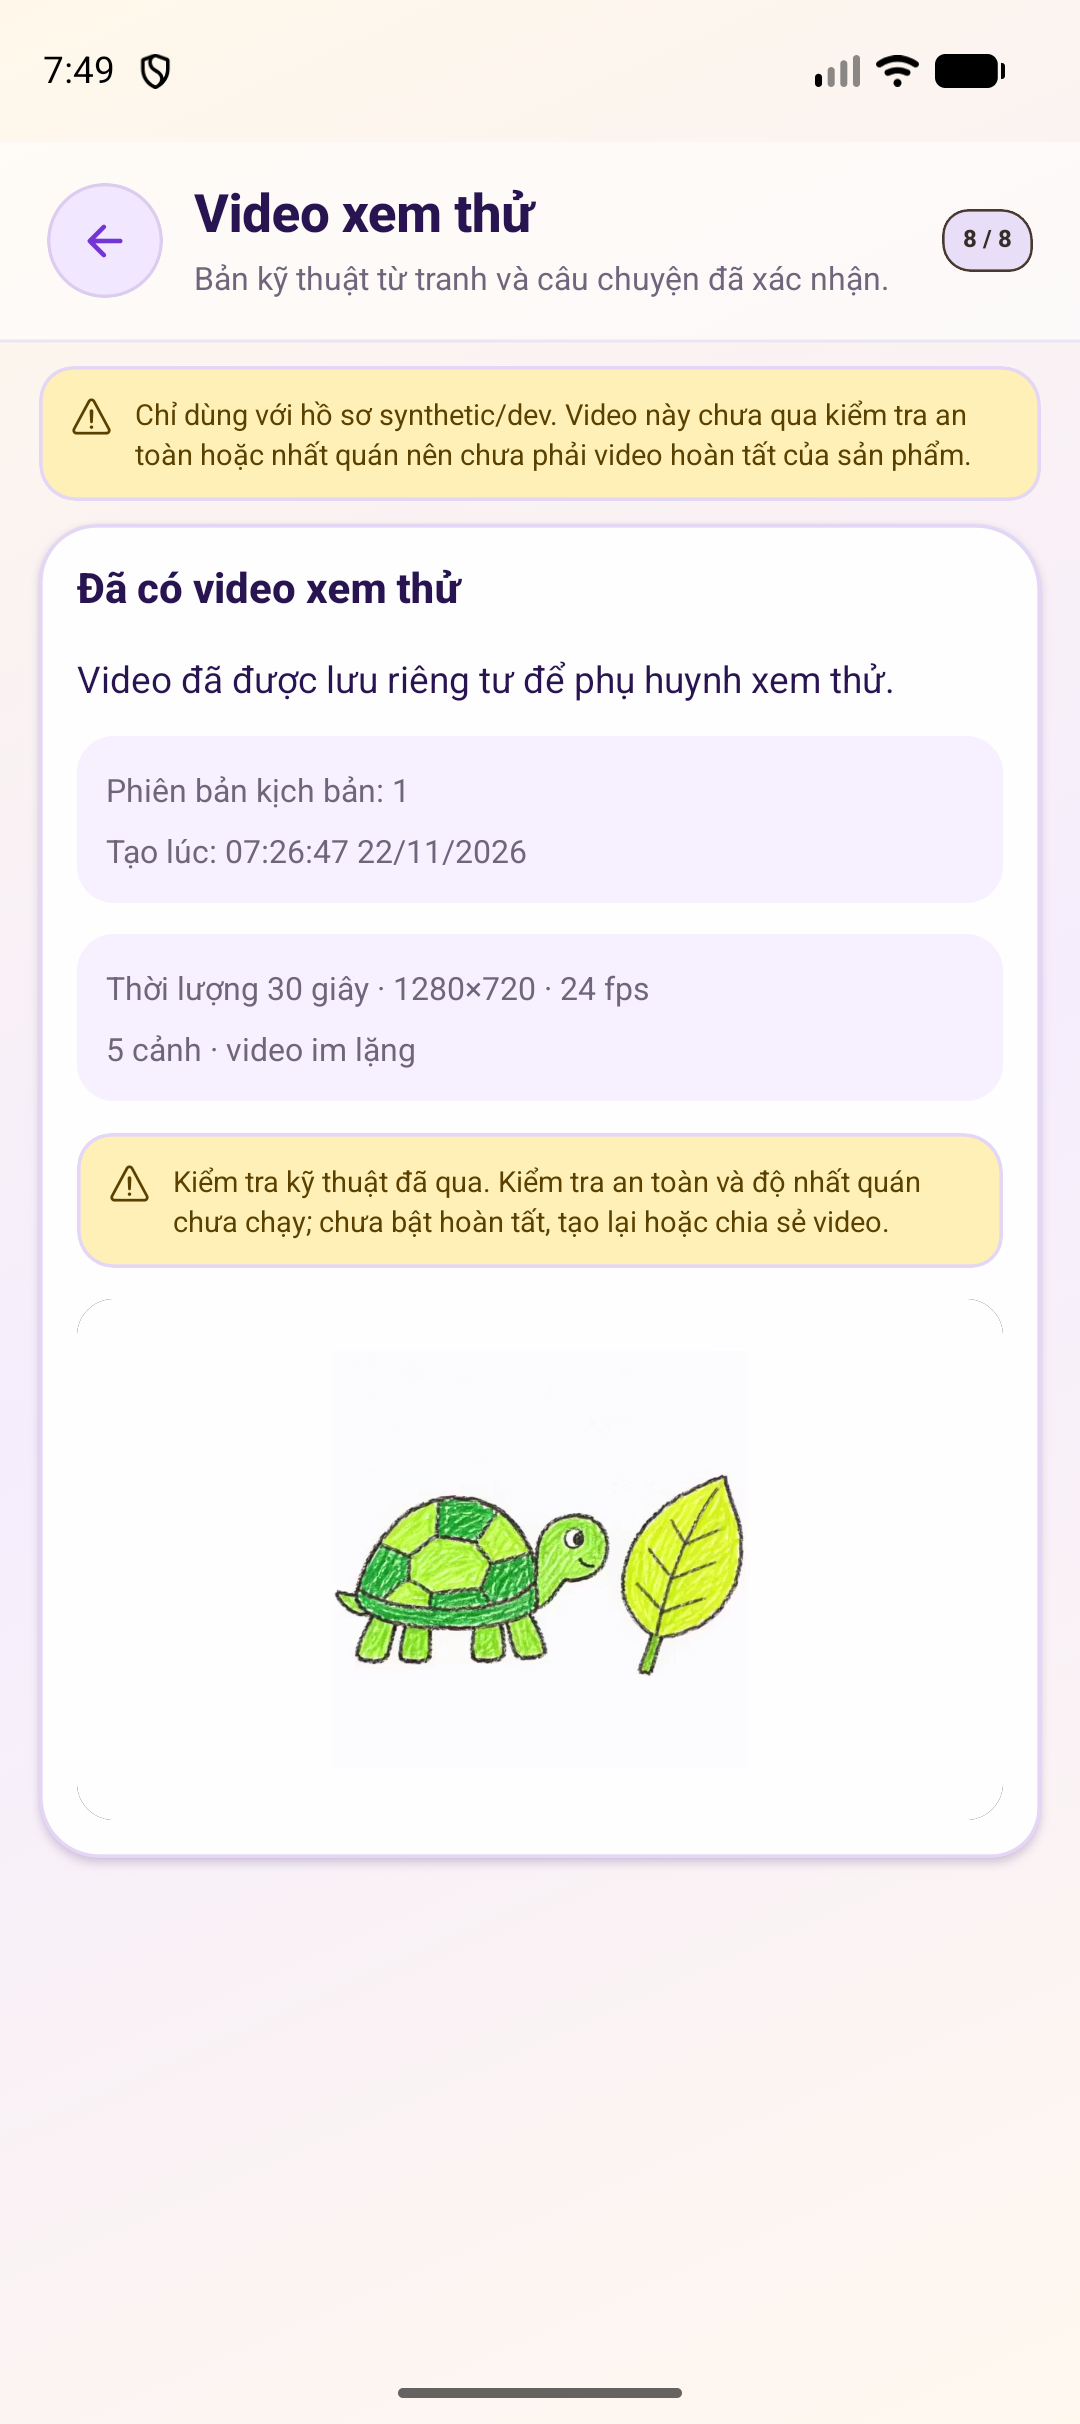 7:49
Video xem thử
Bản kỹ thuật từ tranh và câu chuyện đã xác nhận.
8 / 8
Chỉ dùng với hồ sơ synthetic/dev. Video này chưa qua kiểm tra an
toàn hoặc nhất quán nên chưa phải video hoàn tất của sản phẩm.
Đã có video xem thử
Video đã được lưu riêng tư để phụ huynh xem thử.
Phiên bản kịch bản: 1
Tạo lúc: 07:26:47 22/11/2026
Thời lượng 30 giây · 1280×720 · 24 fps
5 cảnh · video im lặng
Kiểm tra kỹ thuật đã qua. Kiểm tra an toàn và độ nhất quán
chưa chạy; chưa bật hoàn tất, tạo lại hoặc chia sẻ video.